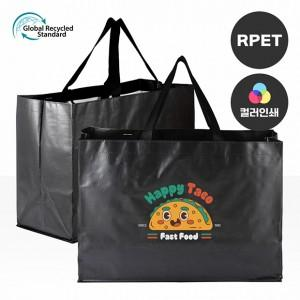 Global Recycled
Standard
RPET
컬러인쇄
Happy Taco
Fast Food